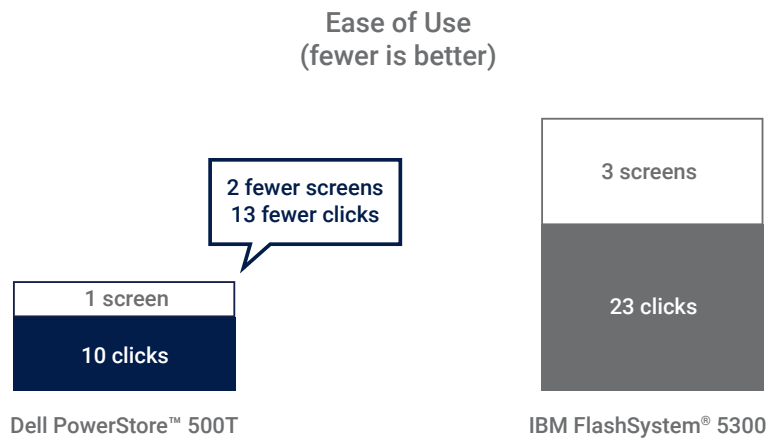 Ease of Use
(fewer is better)
2 fewer screens
13 fewer clicks
3 screens
1 screen
23 clicks
10 clicks
Dell PowerStore™ 500T
IBM FlashSystem® 5300